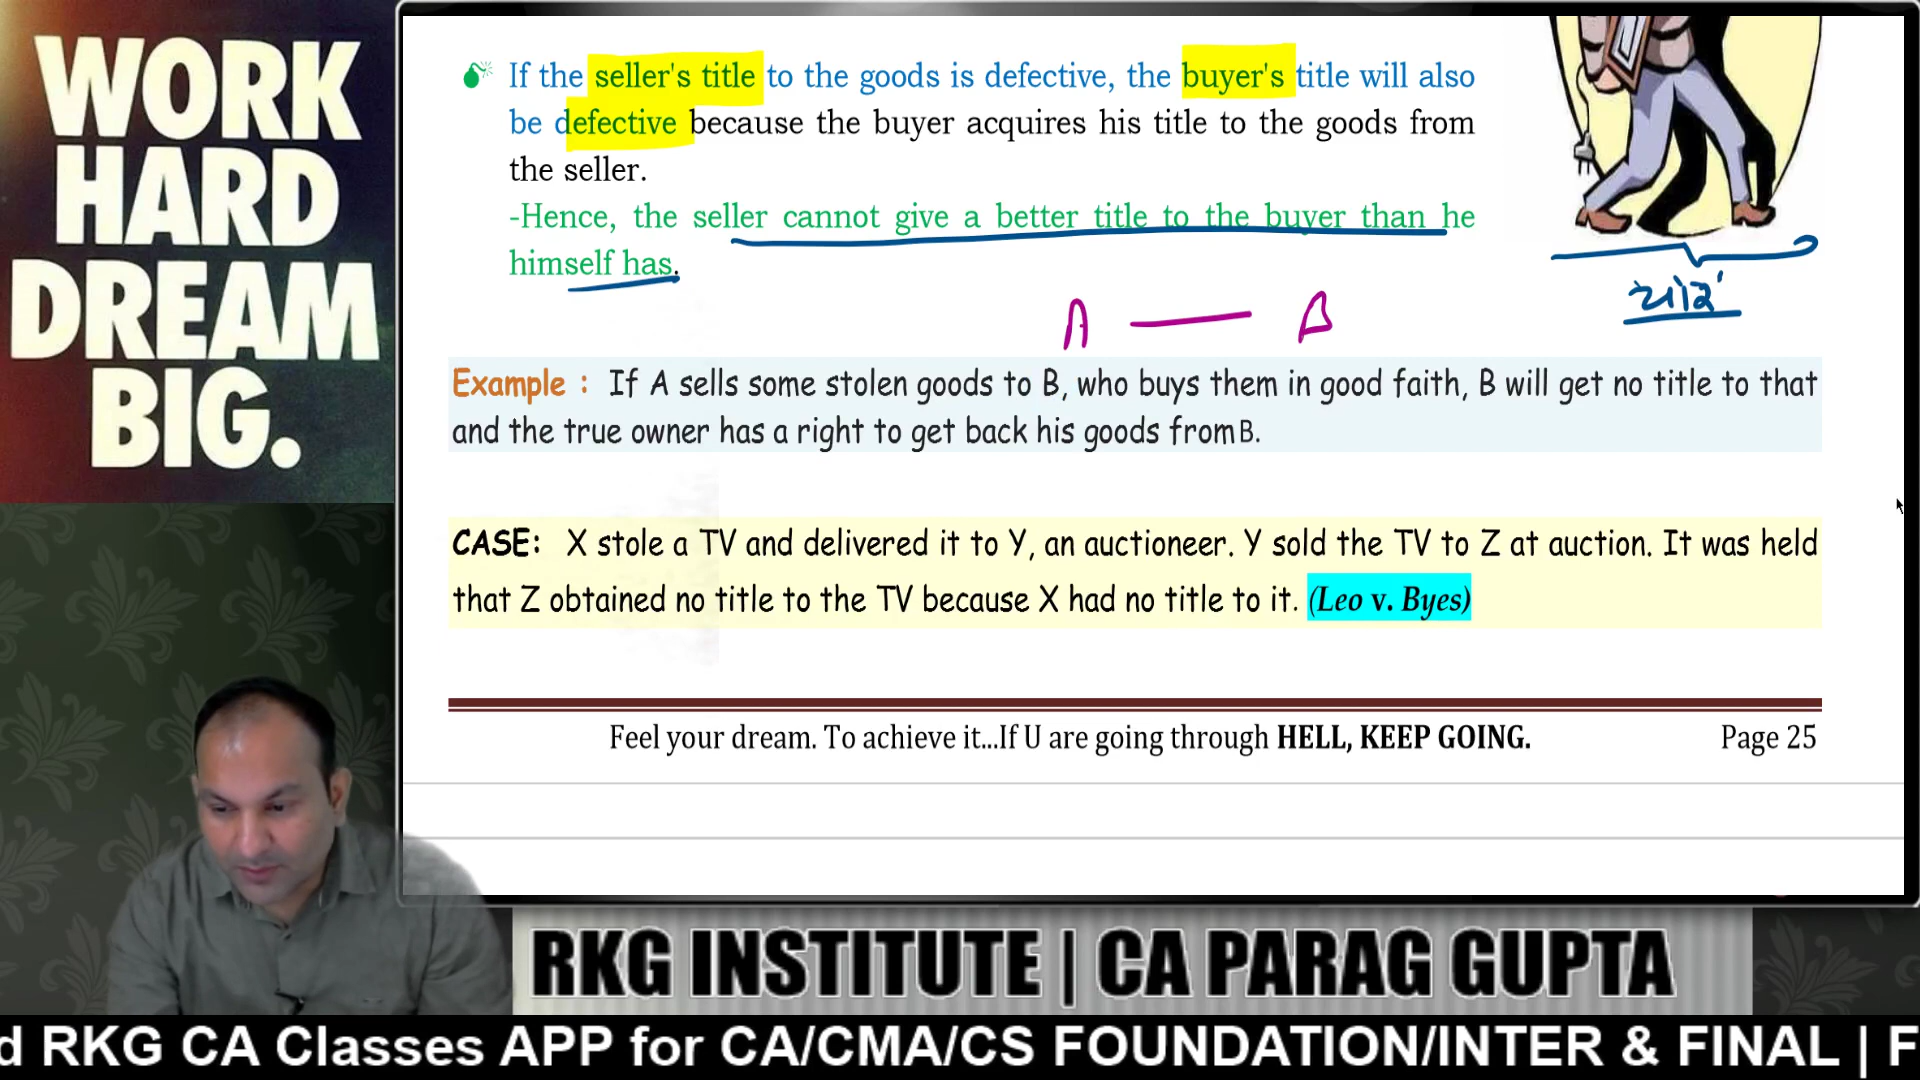 WORK
HARD
DREAM
BIG.
If the seller's title to the goods is defective, the buyer's title will also
be defective because the buyer acquires his title to the goods from
the seller.
-Hence, the seller cannot give a better title to the buyer than he
himself has.
A — B
Example : If A sells some stolen goods to B, who buys them in good faith, B will get no title to that
and the true owner has a right to get back his goods from B.
CASE: X stole a TV and delivered it to Y, an auctioneer. Y sold the TV to Z at auction. It was held
that Z obtained no title to the TV because X had no title to it. (Leo v. Byes)
Feel your dream. To achieve it...If U are going through HELL, KEEP GOING. Page 25
RKG INSTITUTE | CA PARAG GUPTA
d RKG CA Classes APP for CA/CMA/CS FOUNDATION/INTER & FINAL | F